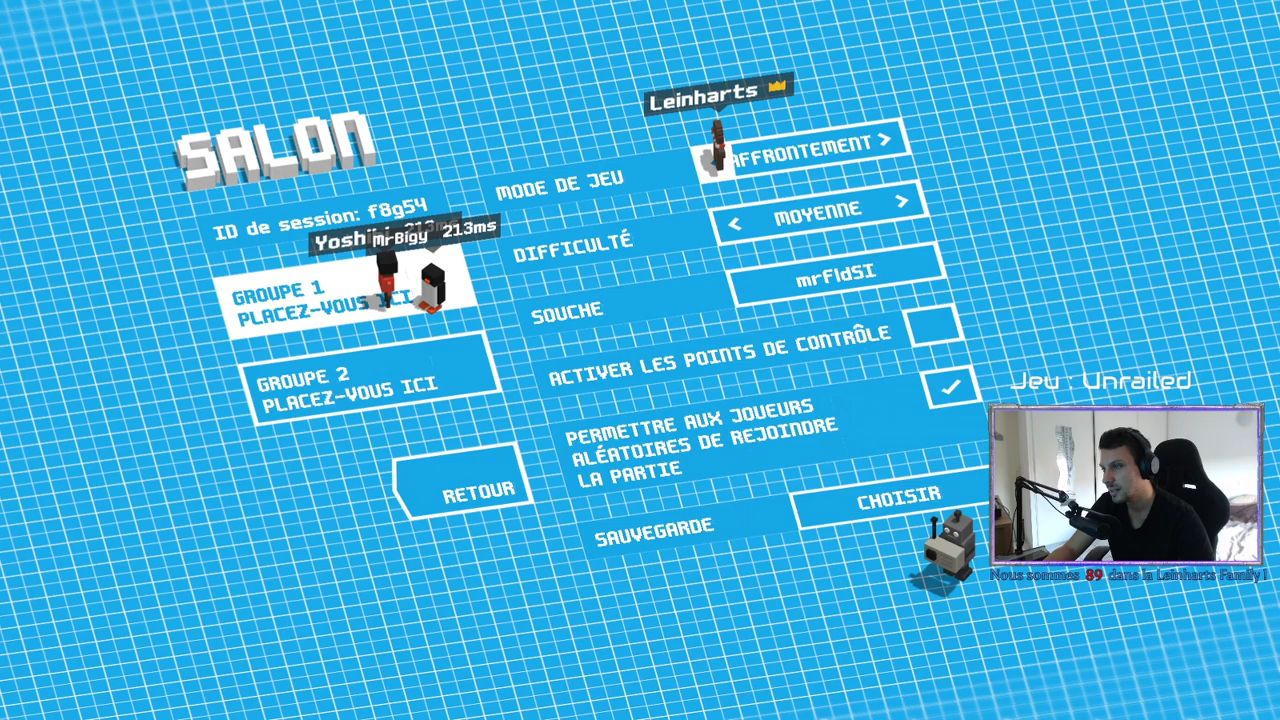 Leinharts
SALON
AFFRONTEMENT >
MODE DE JEU
ID de session: f8g54
< MOYENNE >
213ms
mrBigy 213ms
DIFFICULTÉ
mrfldSI
GROUPE 1
PLACEZ-VOUS ICI
SOUCHE
ACTIVER LES POINTS DE CONTRÔLE
GROUPE 2
PLACEZ-VOUS ICI
Jeu : Unrailed
PERMETTRE AUX JOUEURS
ALÉATOIRES DE REJOINDRE
LA PARTIE
RETOUR
CHOISIR
SAUVEGARDE
Nous sommes 89 dans la Leinharts Family !